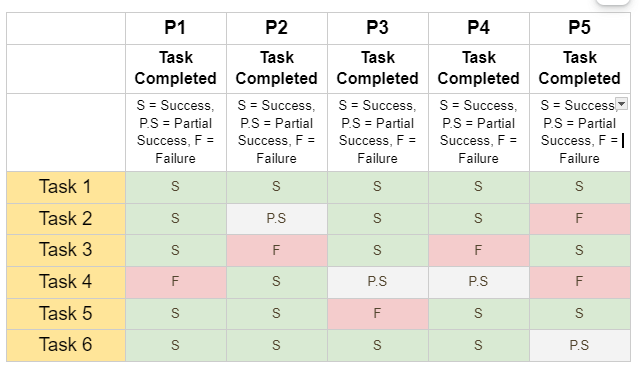 P1 P2 P3 P4 P5
Task Task Task Task Task
Completed Completed Completed Completed Completed
S = Success, S = Success, S = Success, S = Success, S = Success,
P.S = Partial P.S = Partial P.S = Partial P.S = Partial P.S = Partial
Success, F = Success, F = Success, F = Success, F = Success, F =
Failure Failure Failure Failure Failure
Task 1 S S S S S
Task 2 S P.S S S F
Task 3 S F S F S
Task 4 F S P.S P.S F
Task 5 S S F S S
Task 6 S S S S P.S